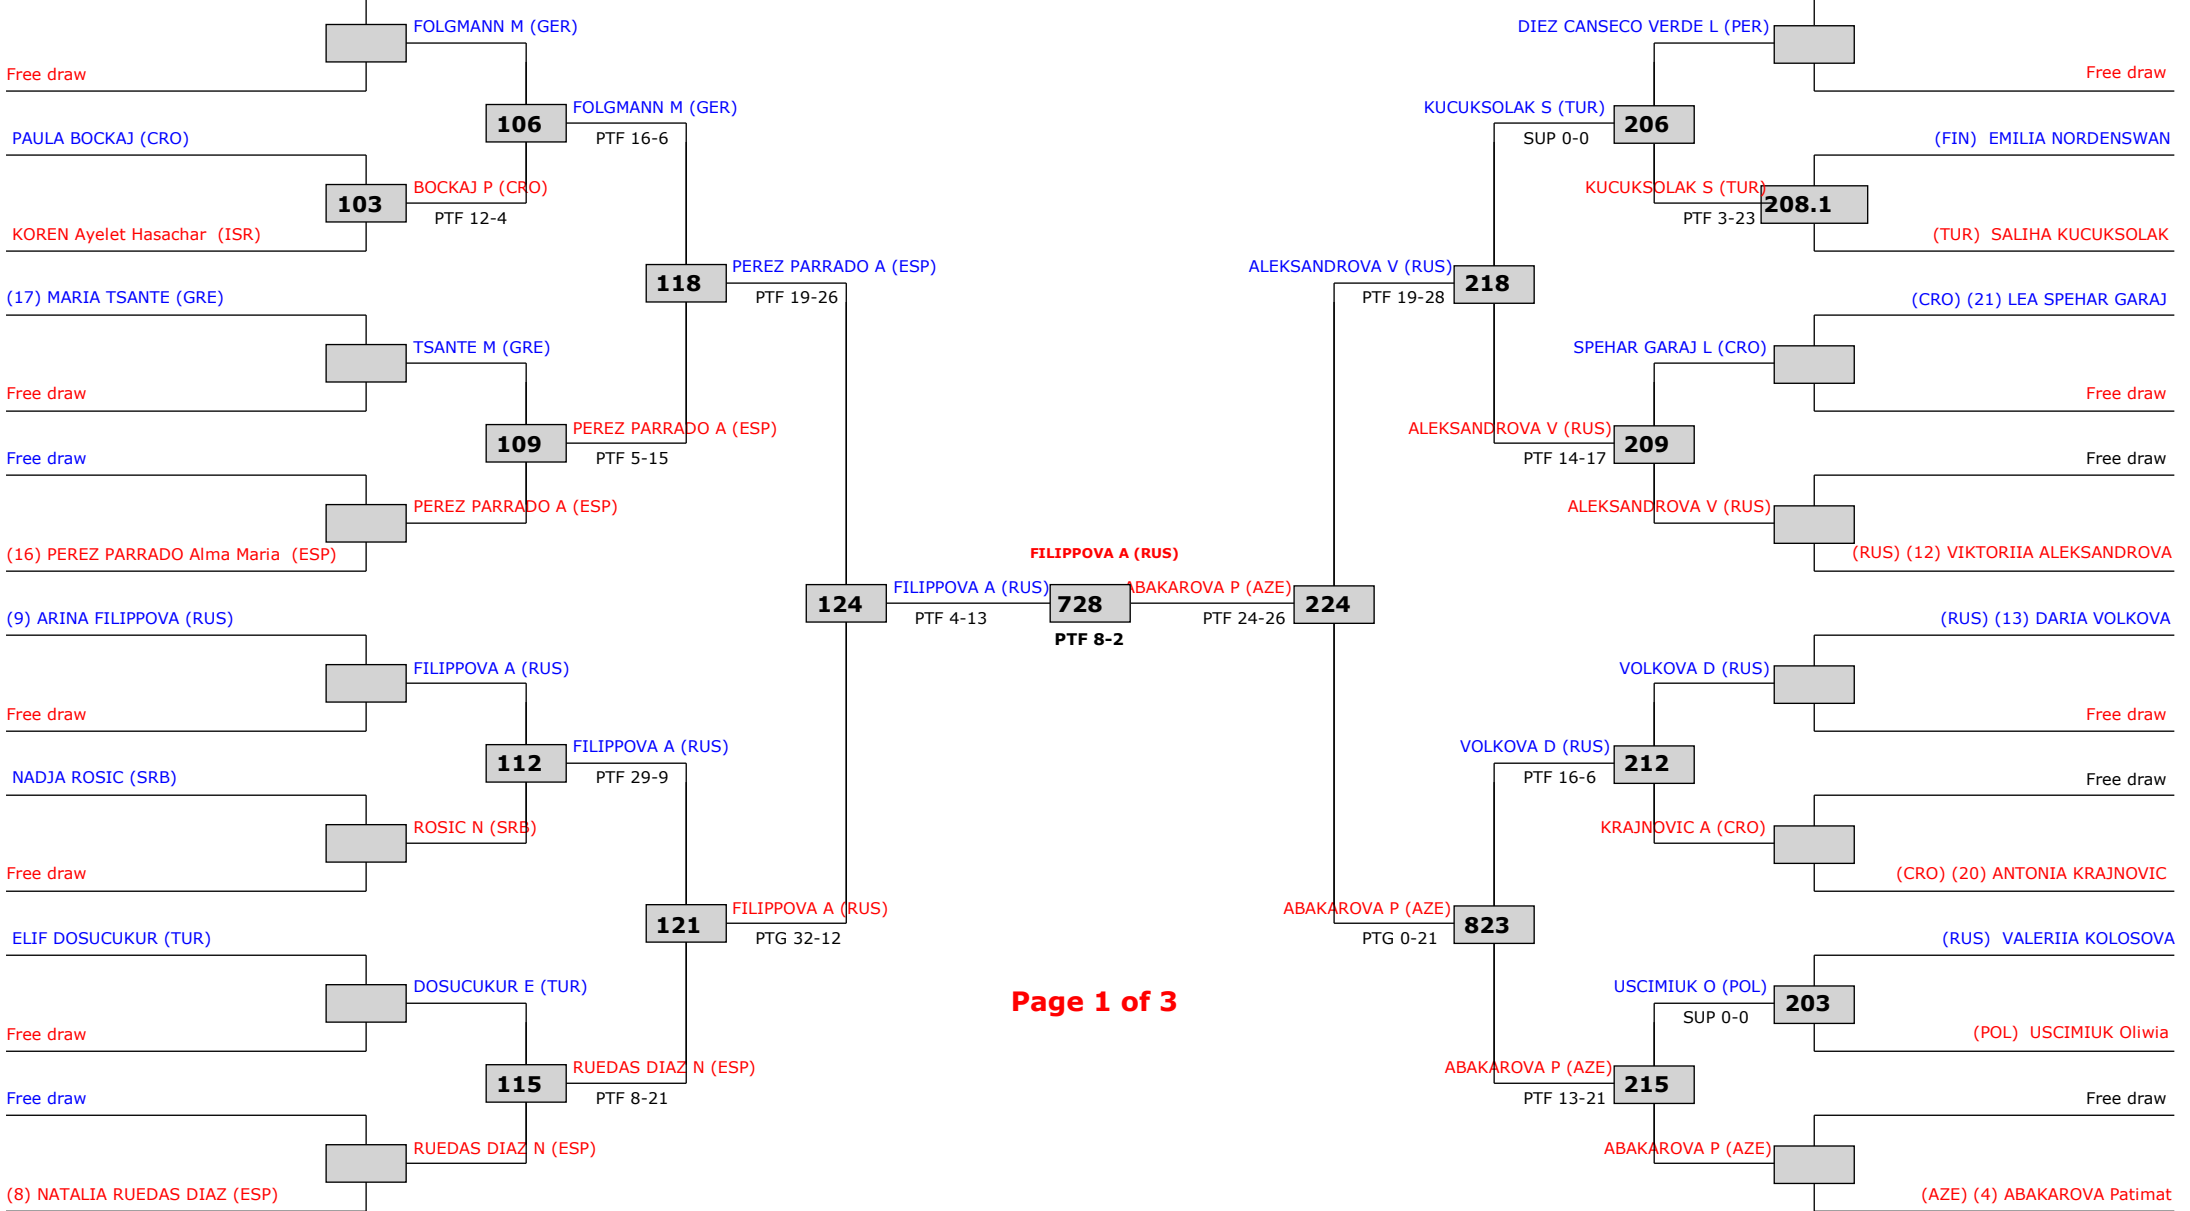 FOLGMANN M (GER)
Free draw
106
FOLGMANN M (GER)
PTF 16-6
PAULA BOCKAJ (CRO)
103
BOCKAJ P (CRO)
PTF 12-4
KOREN Ayelet Hasachar (ISR)
118
PEREZ PARRADO A (ESP)
PTF 19-26
(17) MARIA TSANTE (GRE)
TSANTE M (GRE)
Free draw
109
PEREZ PARRADO A (ESP)
PTF 5-15
Free draw
PEREZ PARRADO A (ESP)
(16) PEREZ PARRADO Alma Maria (ESP)
124
FILIPPOVA A (RUS)
PTF 4-13
(9) ARINA FILIPPOVA (RUS)
FILIPPOVA A (RUS)
Free draw
112
FILIPPOVA A (RUS)
PTF 29-9
NADJA ROSIC (SRB)
ROSIC N (SRB)
Free draw
121
FILIPPOVA A (RUS)
PTG 32-12
ELIF DOSUCUKUR (TUR)
DOSUCUKUR E (TUR)
Free draw
115
RUEDAS DIAZ N (ESP)
PTF 8-21
Free draw
RUEDAS DIAZ N (ESP)
(8) NATALIA RUEDAS DIAZ (ESP)
FILIPPOVA A (RUS)
728
PTF 8-2
Page 1 of 3
DIEZ CANSECO VERDE L (PER)
Free draw
KUCUKSOLAK S (TUR)
206
SUP 0-0
(FIN) EMILIA NORDENSWAN
KUCUKSOLAK S (TUR)
208.1
PTF 3-23
(TUR) SALIHA KUCUKSOLAK
ALEKSANDROVA V (RUS)
218
PTF 19-28
(CRO) (21) LEA SPEHAR GARAJ
SPEHAR GARAJ L (CRO)
Free draw
ALEKSANDROVA V (RUS)
209
PTF 14-17
Free draw
ALEKSANDROVA V (RUS)
(RUS) (12) VIKTORIIA ALEKSANDROVA
ABAKAROVA P (AZE)
224
PTF 24-26
(RUS) (13) DARIA VOLKOVA
VOLKOVA D (RUS)
Free draw
VOLKOVA D (RUS)
212
PTF 16-6
Free draw
KRAJNOVIC A (CRO)
(CRO) (20) ANTONIA KRAJNOVIC
ABAKAROVA P (AZE)
823
PTG 0-21
(RUS) VALERIIA KOLOSOVA
USCIMIUK O (POL)
203
SUP 0-0
(POL) USCIMIUK Oliwia
ABAKAROVA P (AZE)
215
PTF 13-21
Free draw
ABAKAROVA P (AZE)
(AZE) (4) ABAKAROVA Patimat